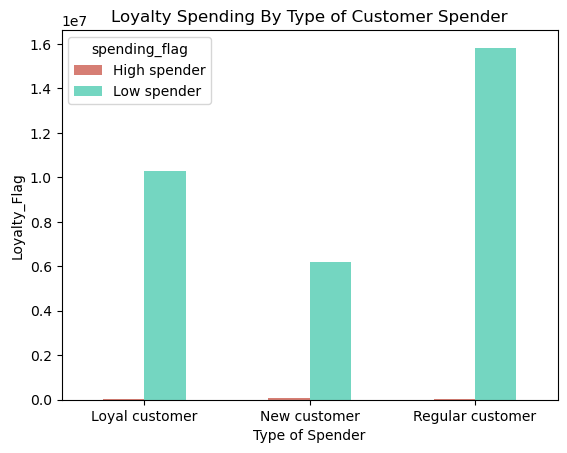 Loyalty Spending By Type of Customer Spender
1e7
spending_flag
High spender
Low spender
1.6
1.4
1.2
1.0
0.8
0.6
0.4
0.2
0.0
Loyalty_Flag
Loyal customer
New customer
Regular customer
Type of Spender